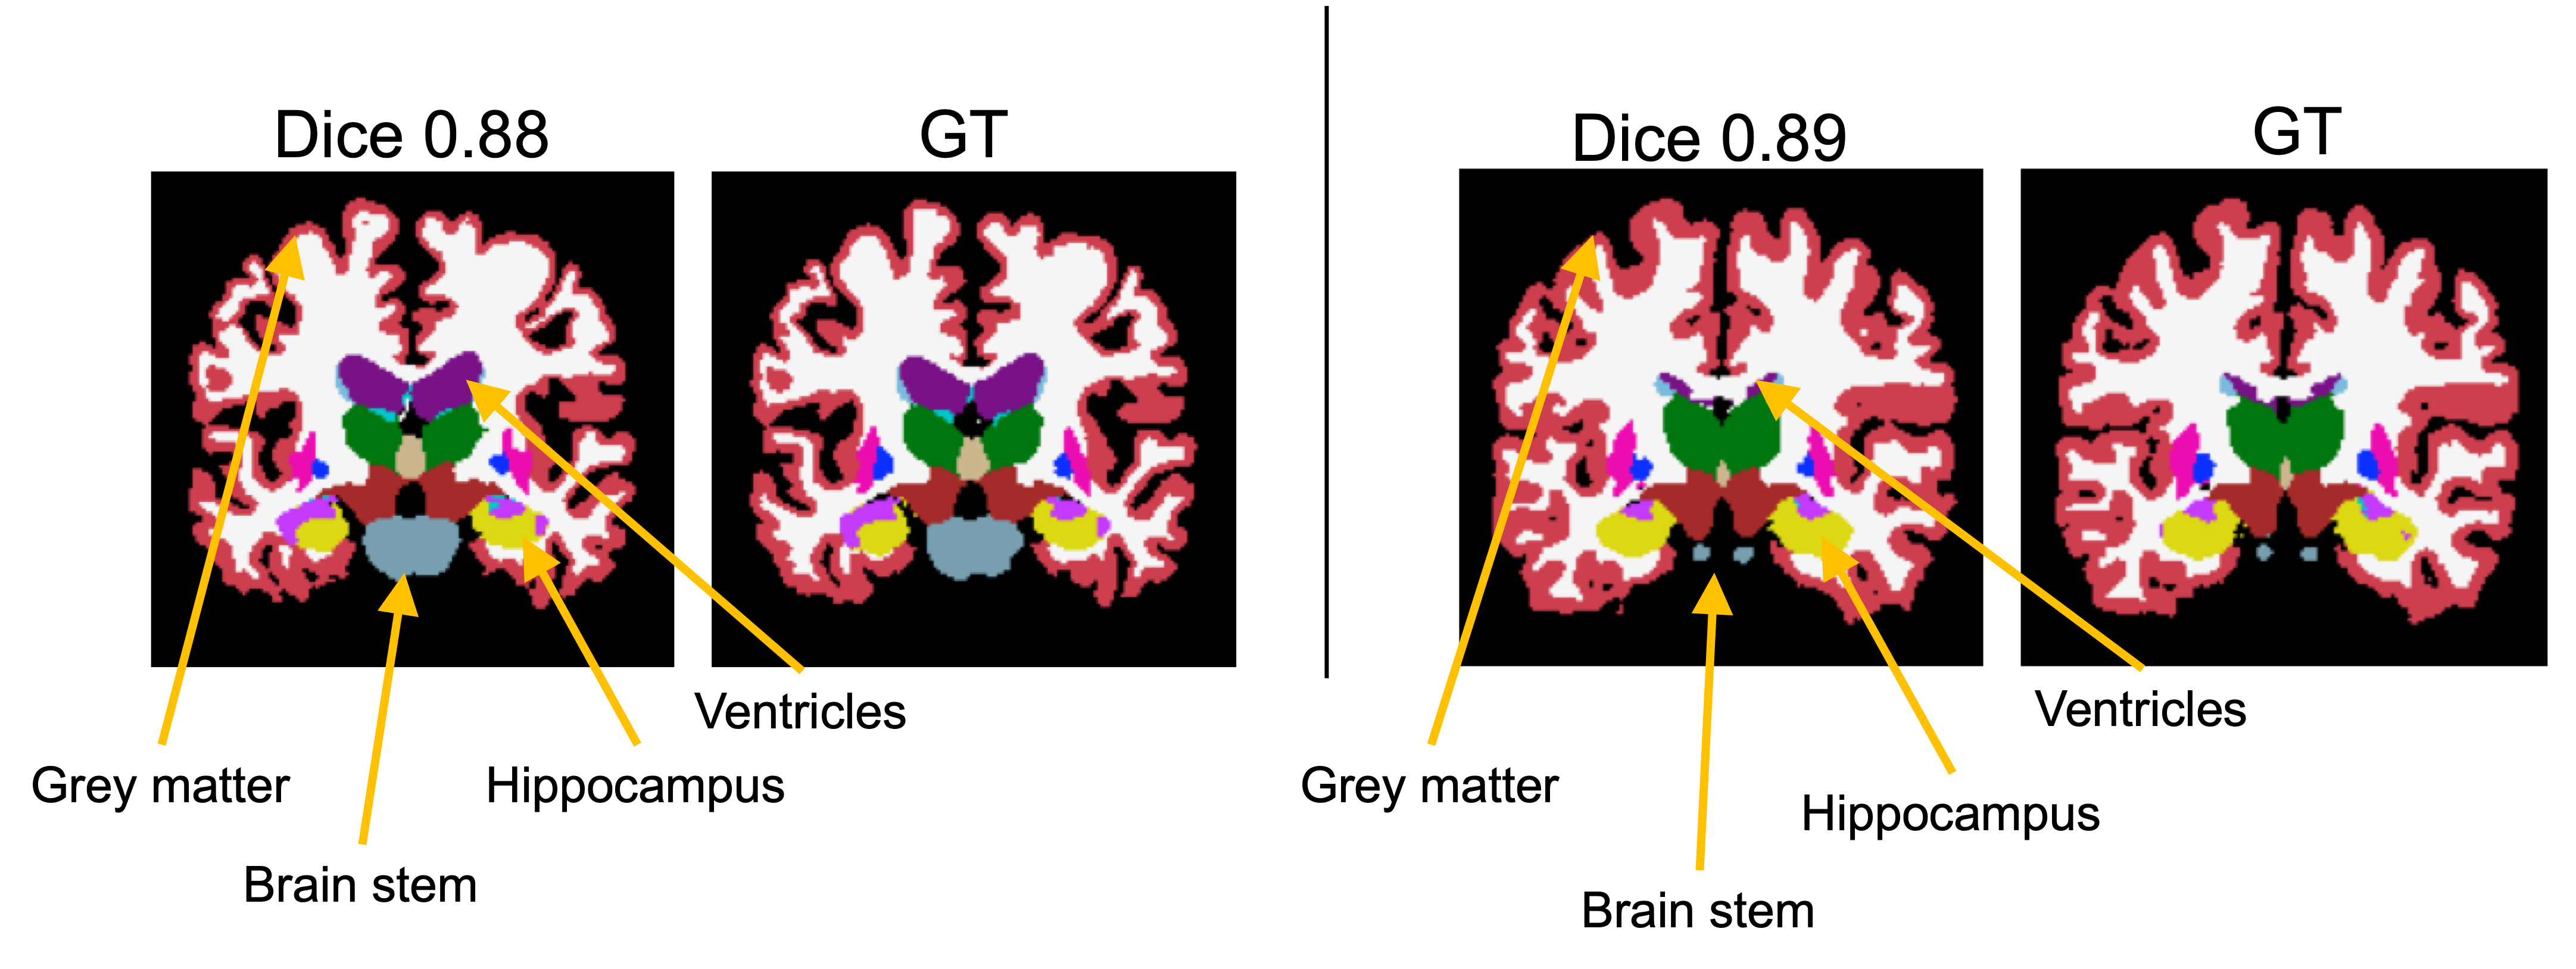 Dice 0.88
GT
Ventricles
Grey matter
Hippocampus
Brain stem
Dice 0.89
GT
Ventricles
Grey matter
Hippocampus
Brain stem